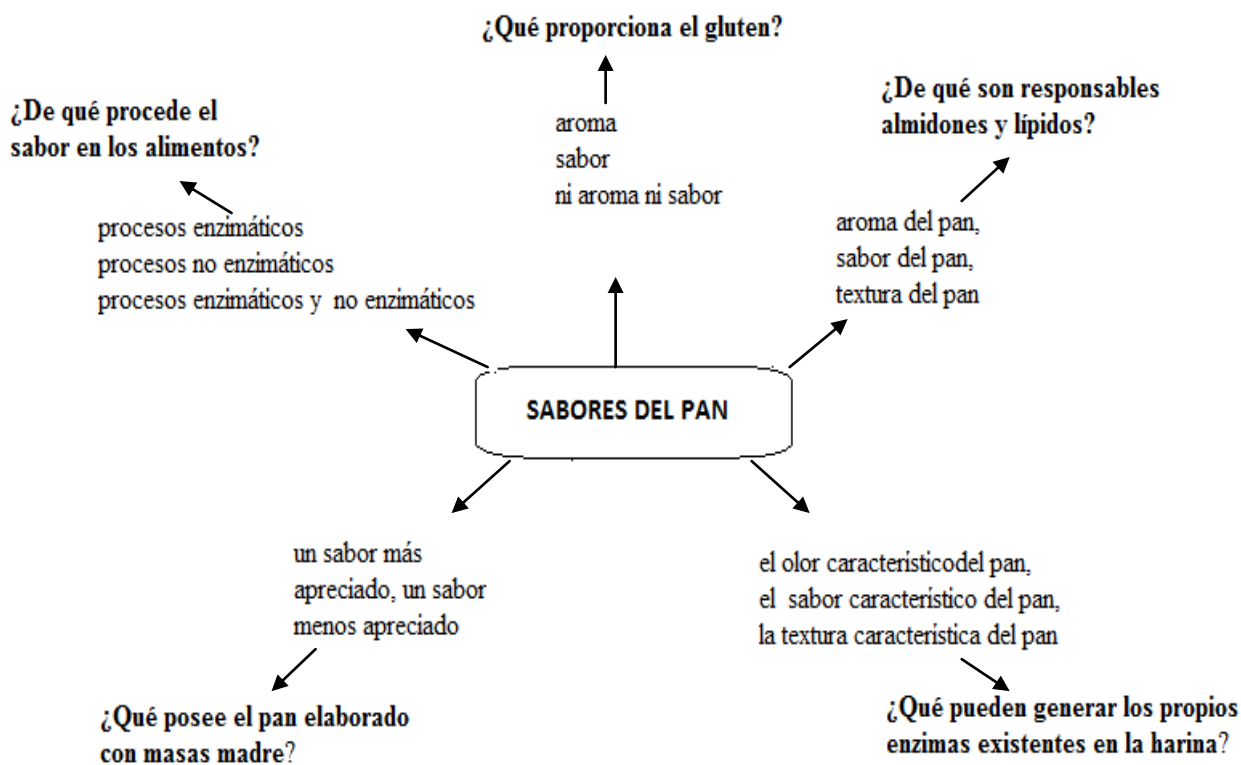 ¿Qué proporciona el gluten?
aroma
sabor
ni aroma ni sabor
¿De qué procede el
sabor en los alimentos?
procesos enzimáticos
procesos no enzimáticos
procesos enzimáticos y no enzimáticos
¿De qué son responsables
almidones y lípidos?
aroma del pan,
sabor del pan,
textura del pan
SABORES DEL PAN
un sabor más
apreciado, un sabor
menos apreciado
¿Qué posee el pan elaborado
con masas madre?
el olor característicodel pan,
el sabor característico del pan,
la textura característica del pan
¿Qué pueden generar los propios
enzimas existentes en la harina?